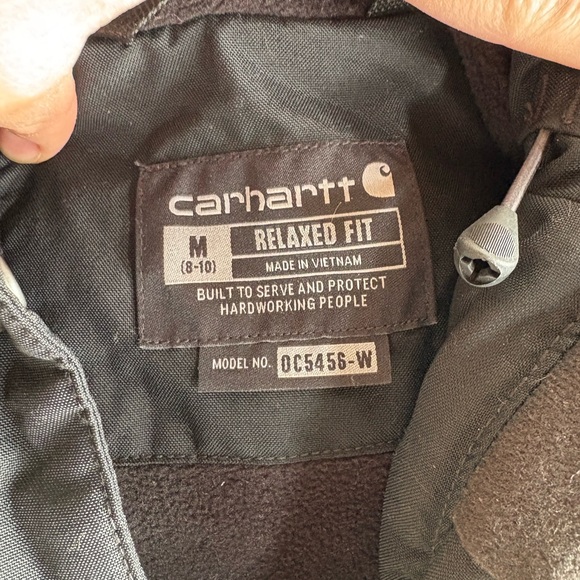 carhartt
M
(8-10)
RELAXED FIT
MADE IN VIETNAM
BUILT TO SERVE AND PROTECT
HARDWORKING PEOPLE
MODEL NO. OC5456-W